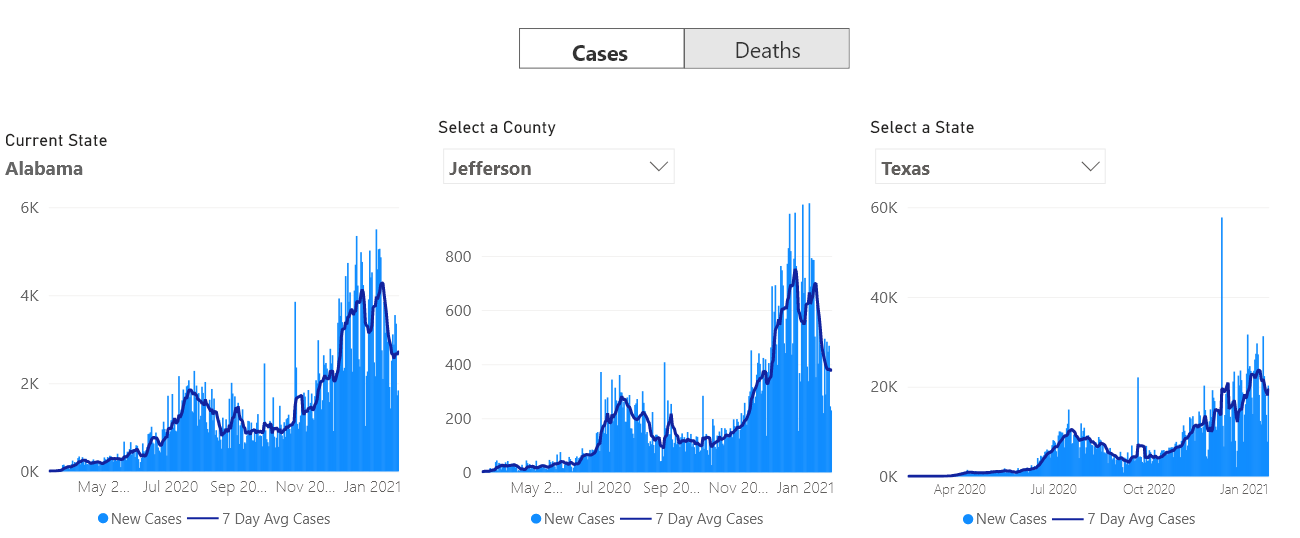 Cases Deaths
Current State
Alabama
6K
4K
2K
0K
May 2... Jul 2020 Sep 20... Nov 20... Jan 2021
New Cases 7 Day Avg Cases
Select a County
Jefferson
800
600
400
200
0
May 2... Jul 2020 Sep 20... Nov 20... Jan 2021
New Cases 7 Day Avg Cases
Select a State
Texas
60K
40K
20K
0K
Apr 2020 Jul 2020 Oct 2020 Jan 2021
New Cases 7 Day Avg Cases